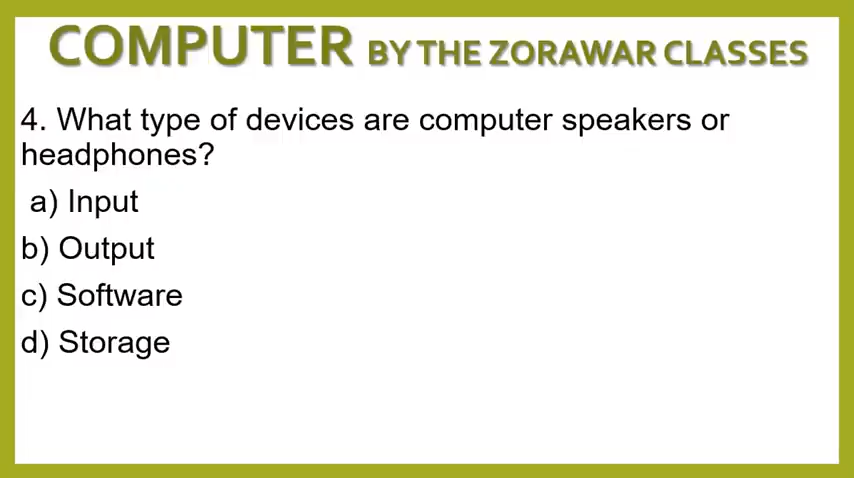 COMPUTER BY THE ZORAWAR CLASSES
4. What type of devices are computer speakers or
headphones?
a) Input
b) Output
c) Software
d) Storage